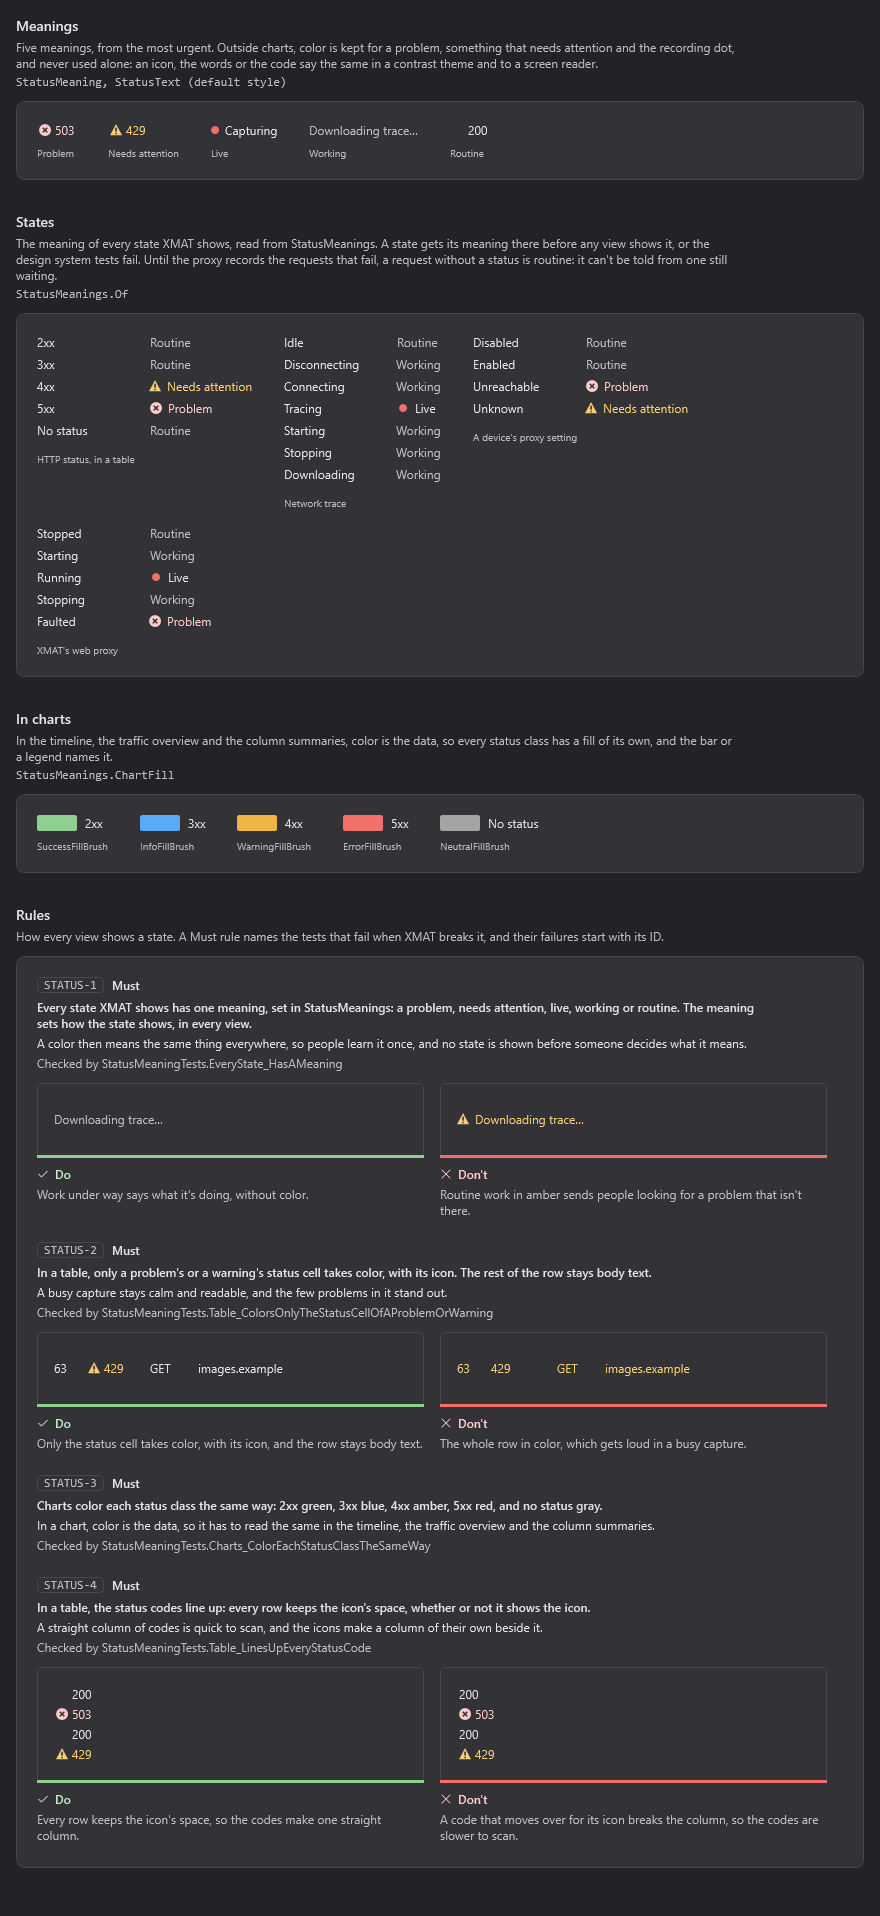 Meanings
Five meanings, from the most urgent. Outside charts, color is kept for a problem, something that needs attention and the recording dot,
and never used alone: an icon, the words or the code say the same in a contrast theme and to a screen reader.
StatusMeaning, StatusText (default style)
503 429 Capturing Downloading trace... 200
Problem Needs attention Live Working Routine
States
The meaning of every state XMAT shows, read from StatusMeanings. A state gets its meaning there before any view shows it, or the
design system tests fail. Until the proxy records the requests that fail, a request without a status is routine: it can't be told from one still
waiting.
StatusMeanings.Of
2xx Routine
3xx Routine
4xx Needs attention
5xx Problem
No status Routine
HTTP status, in a table
Idle Routine
Disconnecting Working
Connecting Working
Tracing Live
Starting Working
Stopping Working
Downloading Working
Network trace
Disabled Routine
Enabled Routine
Unreachable Problem
Unknown Needs attention
A device's proxy setting
Stopped Routine
Starting Working
Running Live
Stopping Working
Faulted Problem
XMAT's web proxy
In charts
In the timeline, the traffic overview and the column summaries, color is the data, so every status class has a fill of its own, and the bar or
a legend names it.
StatusMeanings.ChartFill
2xx 3xx 4xx 5xx No status
SuccessFillBrush InfoFillBrush WarningFillBrush ErrorFillBrush NeutralFillBrush
Rules
How every view shows a state. A Must rule names the tests that fail when XMAT breaks it, and their failures start with its ID.
STATUS-1 Must
Every state XMAT shows has one meaning, set in StatusMeanings: a problem, needs attention, live, working or routine. The meaning
sets how the state shows, in every view.
A color then means the same thing everywhere, so people learn it once, and no state is shown before someone decides what it means.
Checked by StatusMeaningTests.EveryState_HasAMeaning
Downloading trace...
Do
Work under way says what it's doing, without color.
Downloading trace...
Don't
Routine work in amber sends people looking for a problem that isn't
there.
STATUS-2 Must
In a table, only a problem's or a warning's status cell takes color, with its icon. The rest of the row stays body text.
A busy capture stays calm and readable, and the few problems in it stand out.
Checked by StatusMeaningTests.Table_ColorsOnlyTheStatusCellOfAProblemOrWarning
63 429 GET images.example
Do
Only the status cell takes color, with its icon, and the row stays body text.
63 429 GET images.example
Don't
The whole row in color, which gets loud in a busy capture.
STATUS-3 Must
Charts color each status class the same way: 2xx green, 3xx blue, 4xx amber, 5xx red, and no status gray.
In a chart, color is the data, so it has to read the same in the timeline, the traffic overview and the column summaries.
Checked by StatusMeaningTests.Charts_ColorEachStatusClassTheSameWay
STATUS-4 Must
In a table, the status codes line up: every row keeps the icon's space, whether or not it shows the icon.
A straight column of codes is quick to scan, and the icons make a column of their own beside it.
Checked by StatusMeaningTests.Table_LinesUpEveryStatusCode
200
503
200
429
Do
Every row keeps the icon's space, so the codes make one straight
column.
200
503
200
429
Don't
A code that moves over for its icon breaks the column, so the codes are
slower to scan.